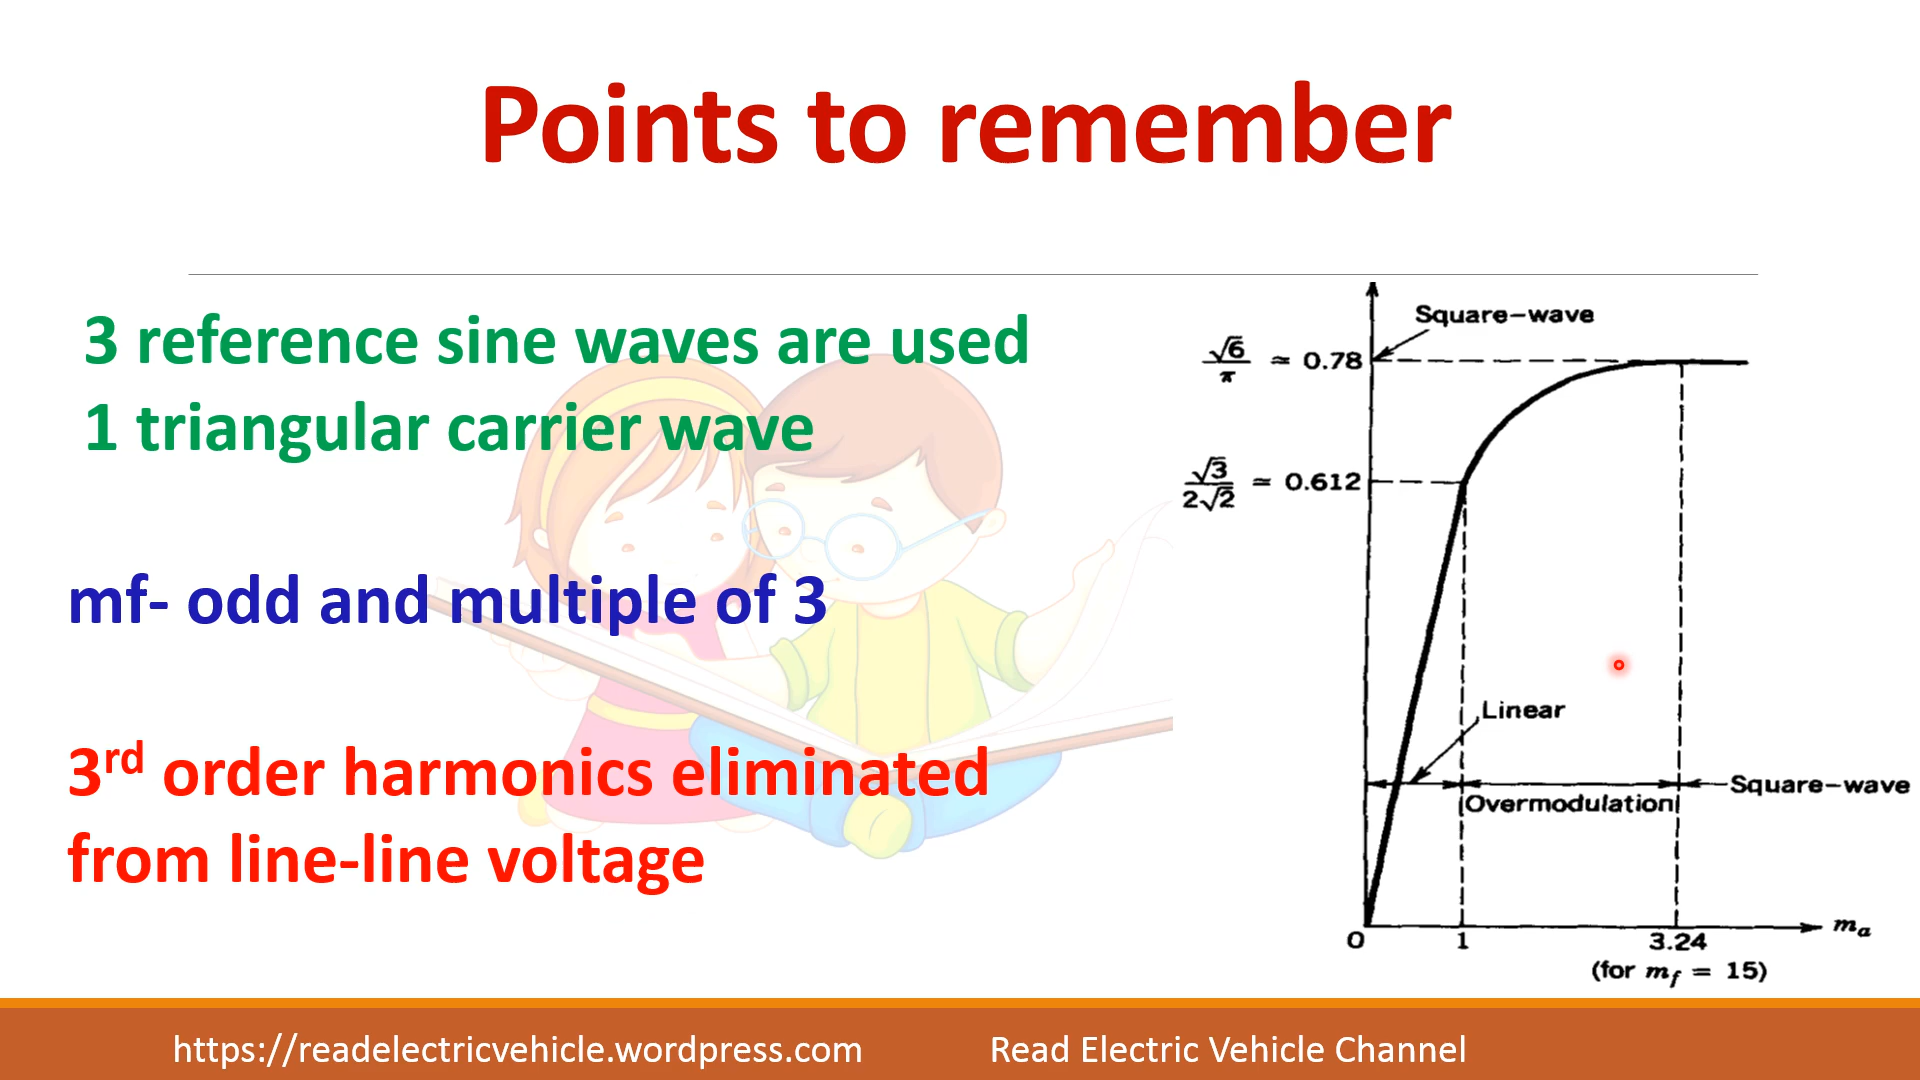 Points to remember
3 reference sine waves are used
1 triangular carrier wave
mf- odd and multiple of 3
3rd order harmonics eliminated
from line-line voltage
Square-wave
√6/π ≃ 0.78
√3/2√2 ≃ 0.612
Linear
Square-wave
Overmodulation
0 1 3.24 mₐ
(for m_f = 15)
https://readelectricvehicle.wordpress.com Read Electric Vehicle Channel